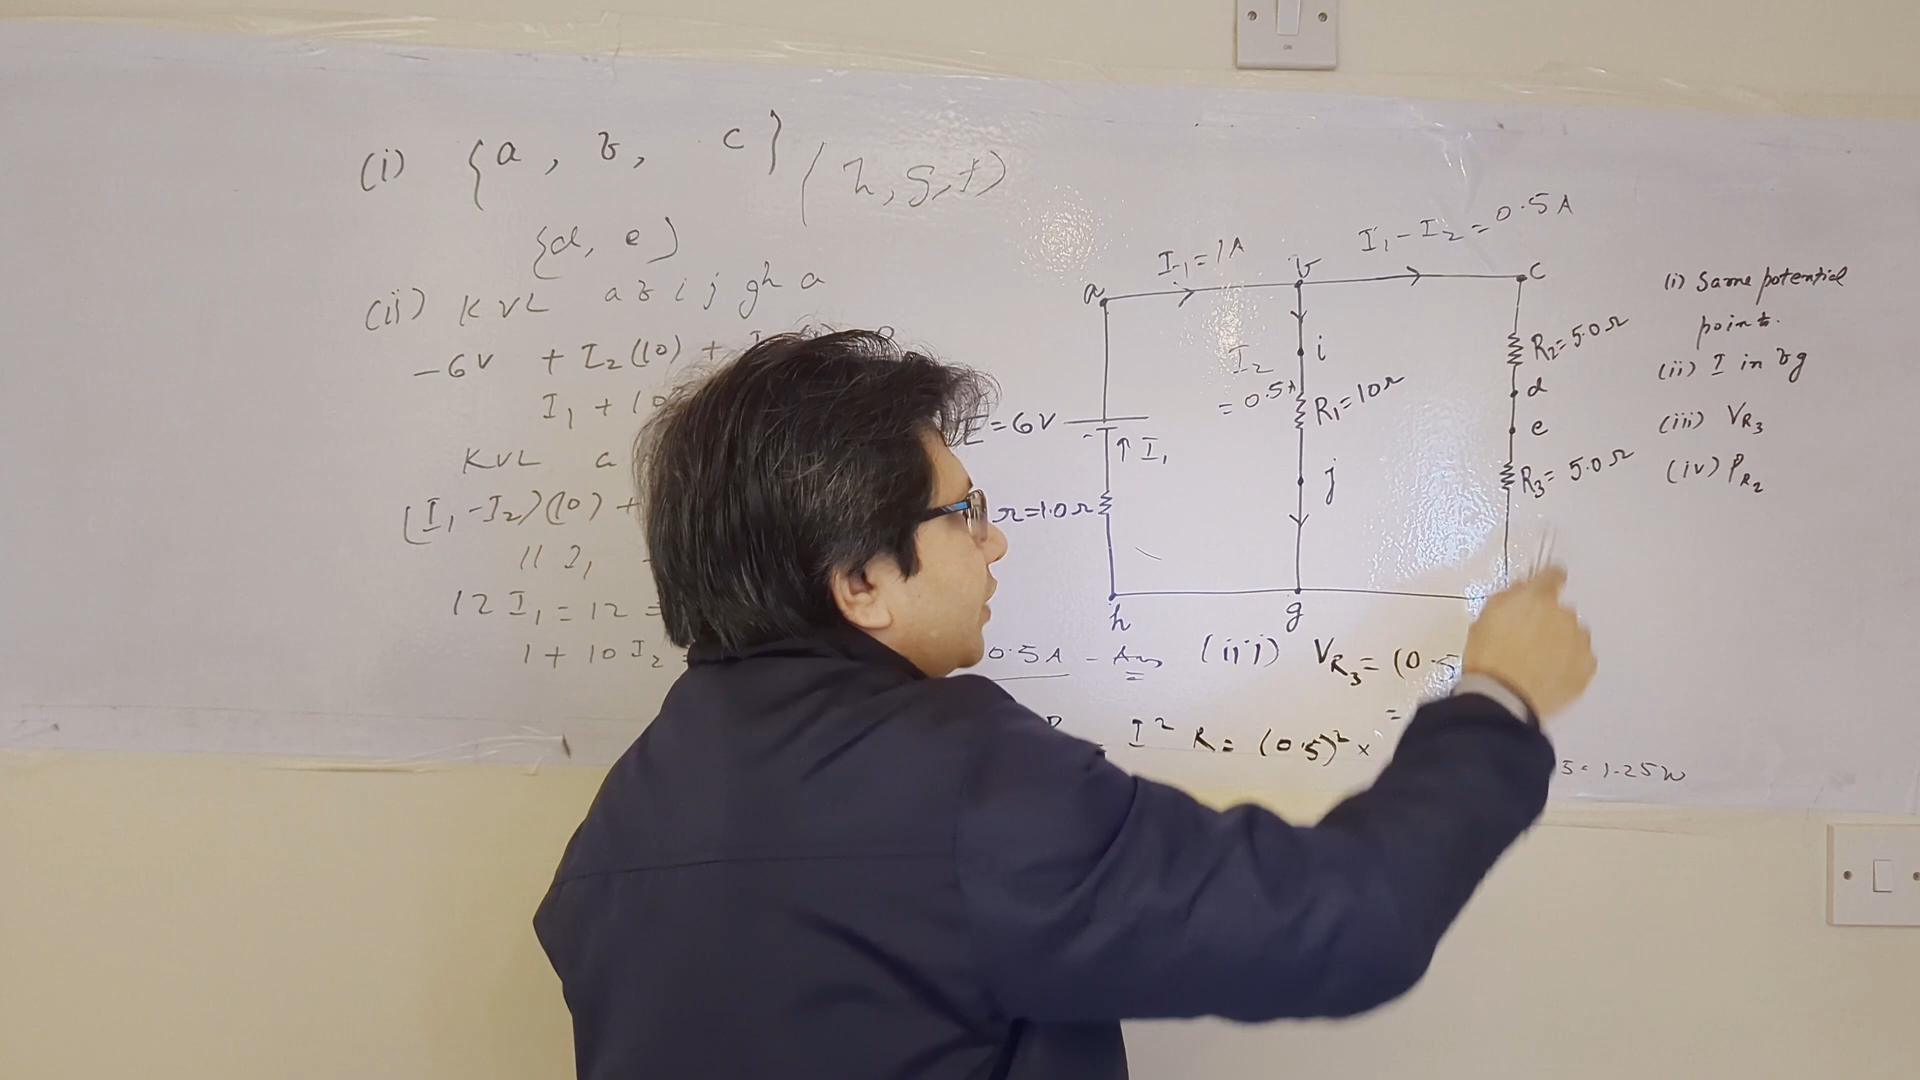 (i) {a, b, c} (h, g, f)
{d, e}
(ii) KVL a b i j g h a
-6V + I₂(10) +
I₁ + 10
KVL a
(I₁-I₂)(10) +
11 I₁
12 I₁ = 12 =
1 + 10 I₂
0.5A - Ans
(iii) V_R₃ = (0.5
=
= I² R = (0.5)² ×
5 = 1.25W
a
I₁ = 1A
b
I₁ - I₂ = 0.5A
c
E = 6V
-
↑ I₁
r = 1.0Ω
h
I₂
= 0.5A
i
R₁ = 10Ω
j
g
R₂ = 5.0Ω
d
e
R₃ = 5.0Ω
(i) Same potential
points.
(ii) I in bg
(iii) V_R₃
(iv) P_R₂
ON